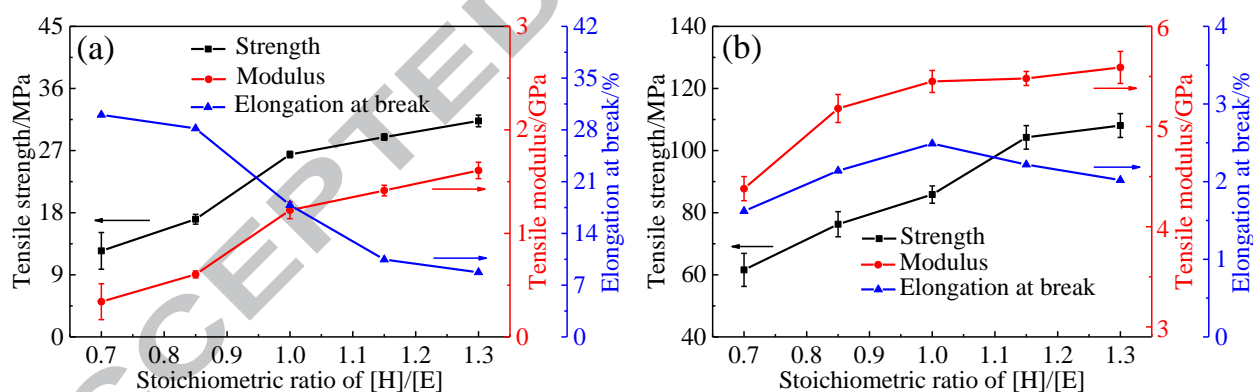 (a)
Strength
Modulus
Elongation at break
Tensile strength/MPa
45
36
27
18
9
0
0.7 0.8 0.9 1.0 1.1 1.2 1.3
Stoichiometric ratio of [H]/[E]
3
2
1
0
Tensile modulus/GPa
42
35
28
21
14
7
0
Elongation at break/%
CCEPTED
(b)
Strength
Modulus
Elongation at break
Tensile strength/MPa
140
120
100
80
60
40
0.7 0.8 0.9 1.0 1.1 1.2 1.3
Stoichiometric ratio of [H]/[E]
6
5
4
3
Tensile modulus/GPa
4
3
2
1
0
Elongation at break/%